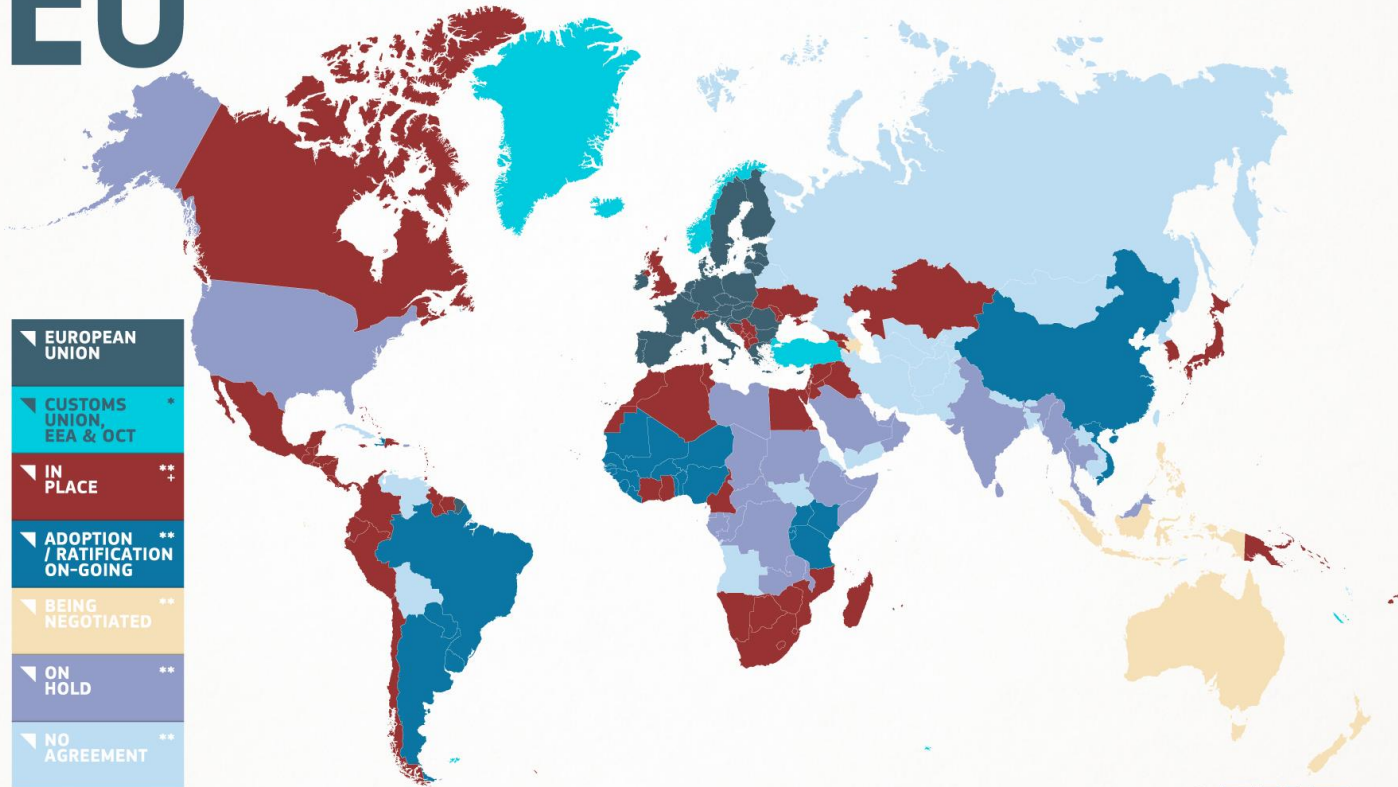 EU
EUROPEAN
UNION
CUSTOMS *
UNION,
EEA & OCT
IN **
PLACE +
ADOPTION **
/ RATIFICATION
ON-GOING
BEING **
NEGOTIATED
ON **
HOLD
NO **
AGREEMENT